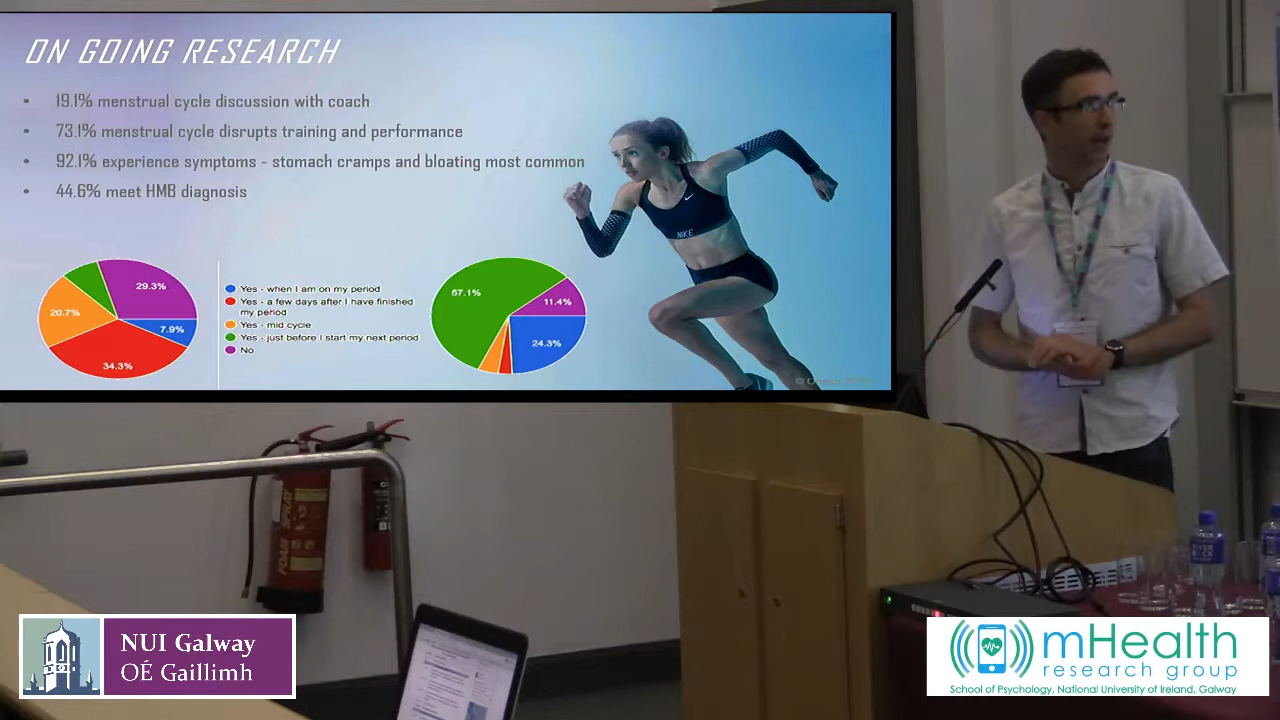 ON GOING RESEARCH
• 19.1% menstrual cycle discussion with coach
• 73.1% menstrual cycle disrupts training and performance
• 92.1% experience symptoms - stomach cramps and bloating most common
• 44.6% meet HMB diagnosis
29.3%
20.7%
7.9%
34.3%
Yes - when I am on my period
Yes - a few days after I have finished
my period
Yes - mid cycle
Yes - just before I start my next period
No
57.1%
11.4%
24.3%
NIKE
FOAM SPRAY
NUI Galway
OÉ Gaillimh
mHealth
research group
School of Psychology, National University of Ireland, Galway